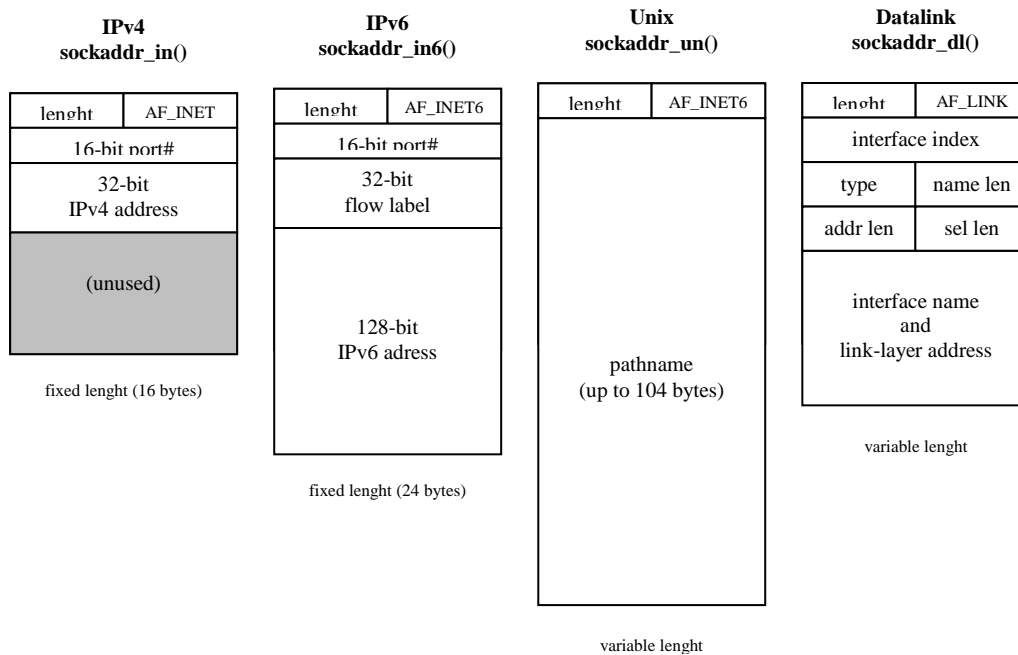 IPv4
sockaddr_in()
lenght AF_INET
16-bit port#
32-bit
IPv4 address
(unused)
fixed lenght (16 bytes)
IPv6
sockaddr_in6()
lenght AF_INET6
16-bit port#
32-bit
flow label
128-bit
IPv6 adress
fixed lenght (24 bytes)
Unix
sockaddr_un()
lenght AF_INET6
pathname
(up to 104 bytes)
variable lenght
Datalink
sockaddr_dl()
lenght AF_LINK
interface index
type name len
addr len sel len
interface name
and
link-layer address
variable lenght